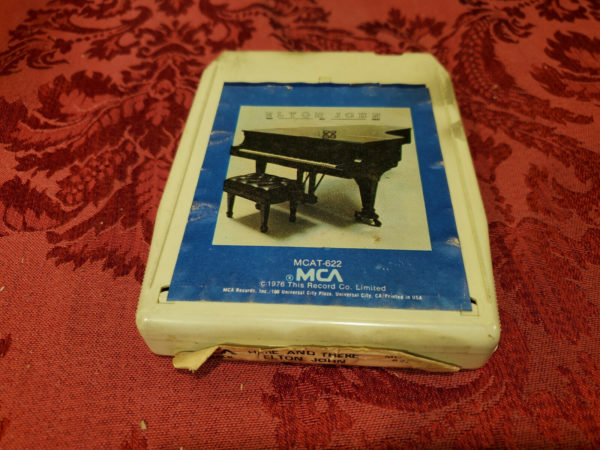 ELTON JOHN
MCAT-622
® MCA
©1976 This Record Co. Limited
MCA Records, Inc./100 Universal City Plaza, Universal City, CA/Printed in USA
HERE AND THERE
ELTON JOHN